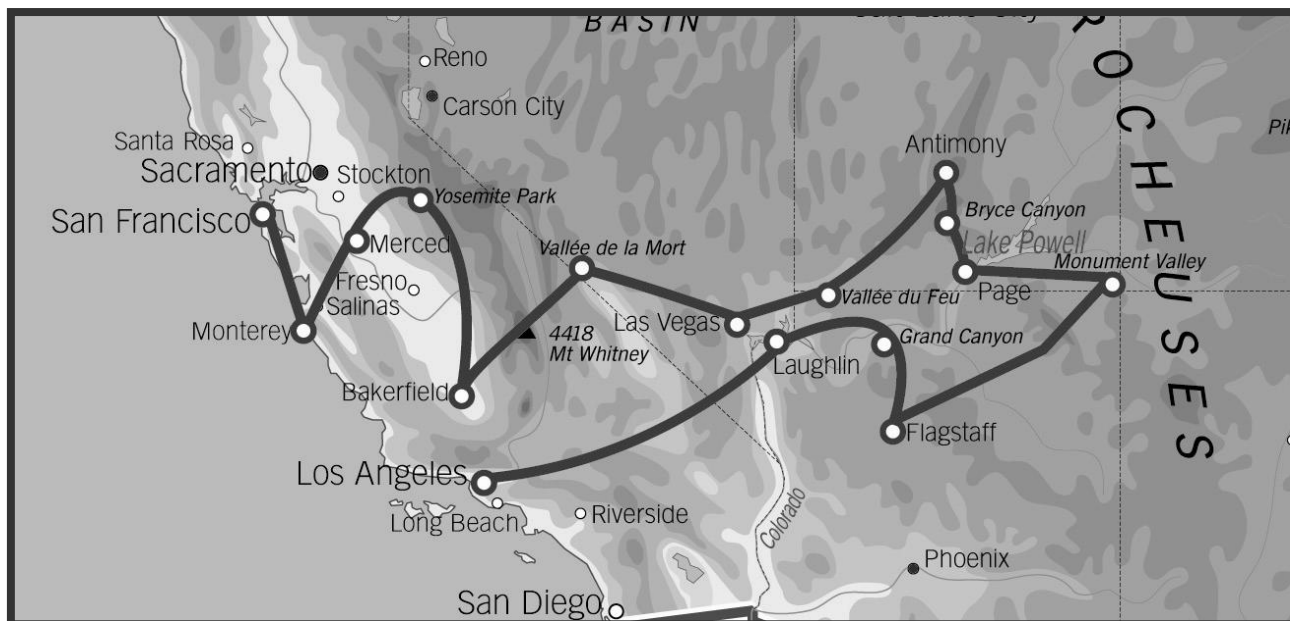 BASIN
Reno
Carson City
Santa Rosa
Sacramento
Stockton
San Francisco
Yosemite Park
Merced
Fresno
Salinas
Monterey
Vallée de la Mort
4418
Mt Whitney
Bakerfield
Las Vegas
Vallée du Feu
Antimony
Bryce Canyon
Lake Powell
Page
Monument Valley
ROCHEUSES
Laughlin
Grand Canyon
Flagstaff
Los Angeles
Long Beach
Riverside
Colorado
Phoenix
San Diego